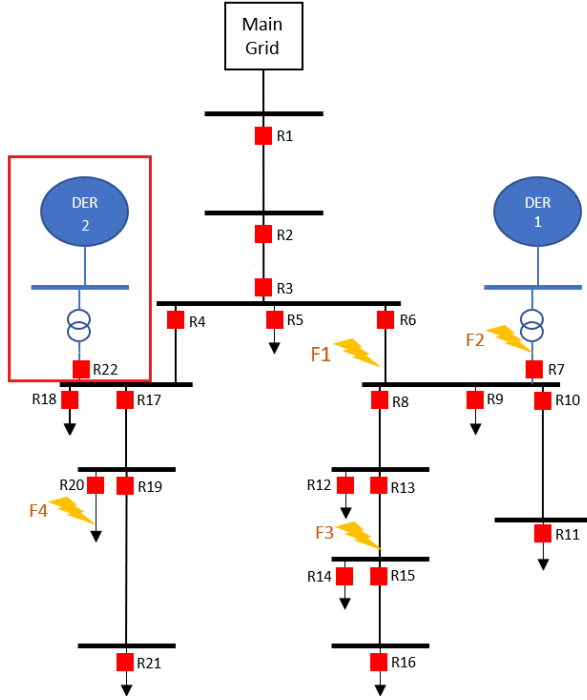 Main
Grid
R1
DER
2
DER
1
R2
R3
R4
R5
R6
F1
F2
R22
R7
R18
R17
R8
R9
R10
R20
R19
R12
R13
F4
F3
R11
R14
R15
R21
R16